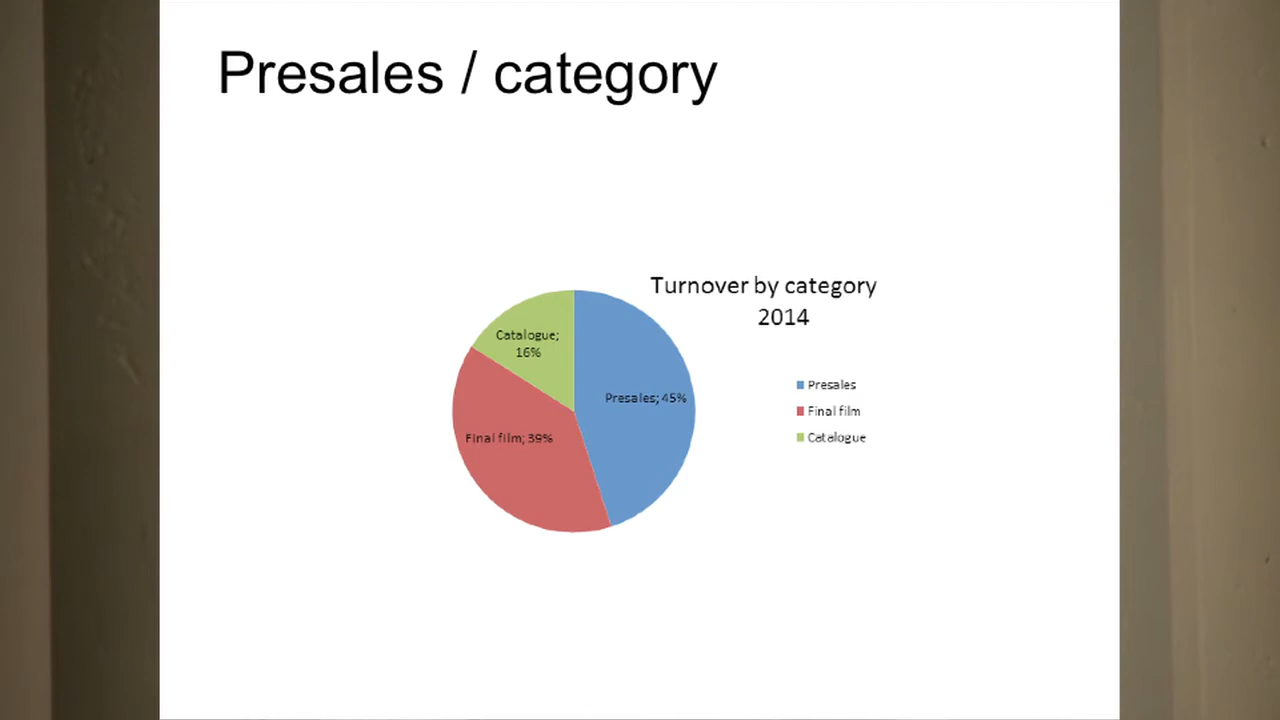 Presales / category
Turnover by category
2014
Catalogue;
16%
Presales; 45%
Final film; 39%
Presales
Final film
Catalogue